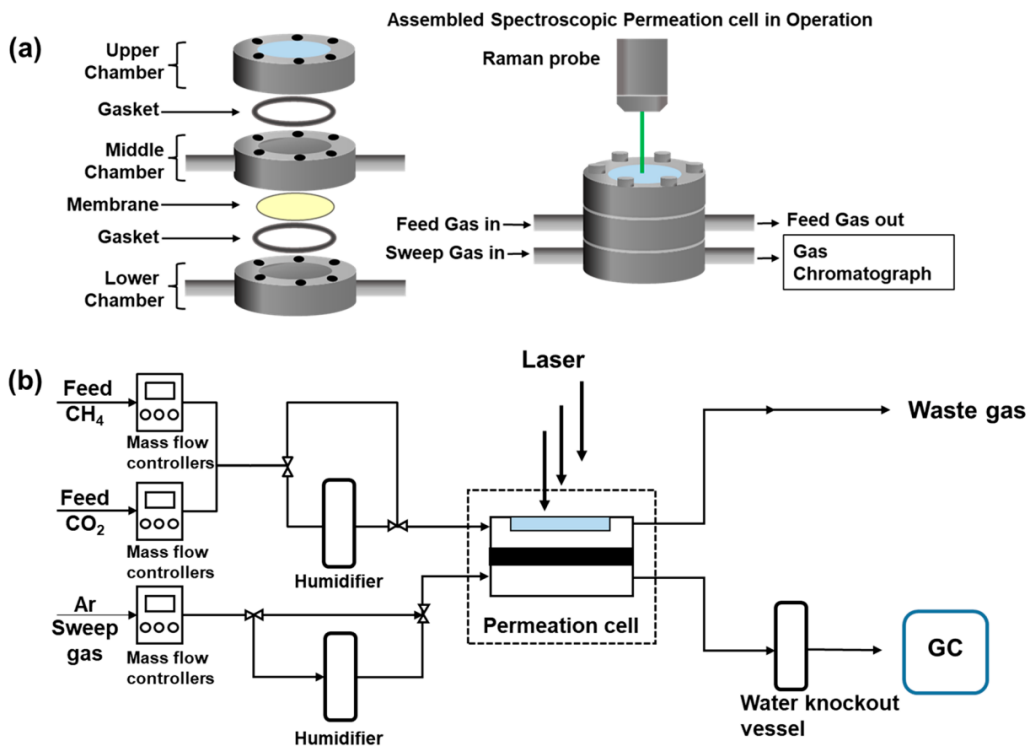 (a)
Upper
Chamber
Gasket
Middle
Chamber
Membrane
Gasket
Lower
Chamber
Assembled Spectroscopic Permeation cell in Operation
Raman probe
Feed Gas in
Sweep Gas in
Feed Gas out
Gas
Chromatograph
(b)
Feed
CH₄
Mass flow
controllers
Feed
CO₂
Mass flow
controllers
Ar
Sweep
gas
Mass flow
controllers
Humidifier
Humidifier
Laser
Permeation cell
Waste gas
Water knockout
vessel
GC